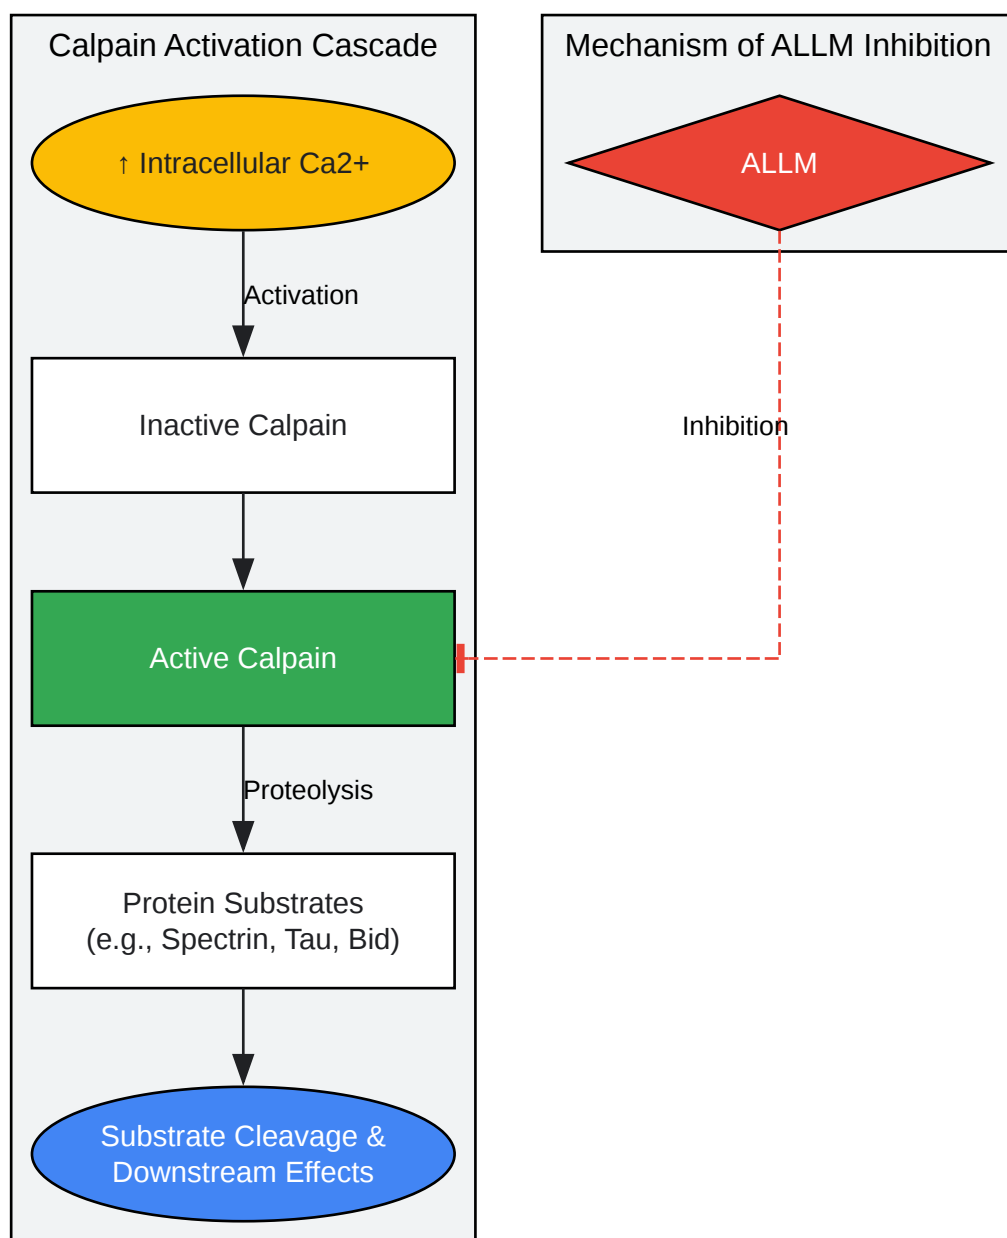 Calpain Activation Cascade
↑ Intracellular Ca2+
Activation
Inactive Calpain
Active Calpain
Proteolysis
Protein Substrates
(e.g., Spectrin, Tau, Bid)
Substrate Cleavage &
Downstream Effects
Mechanism of ALLM Inhibition
ALLM
Inhibition